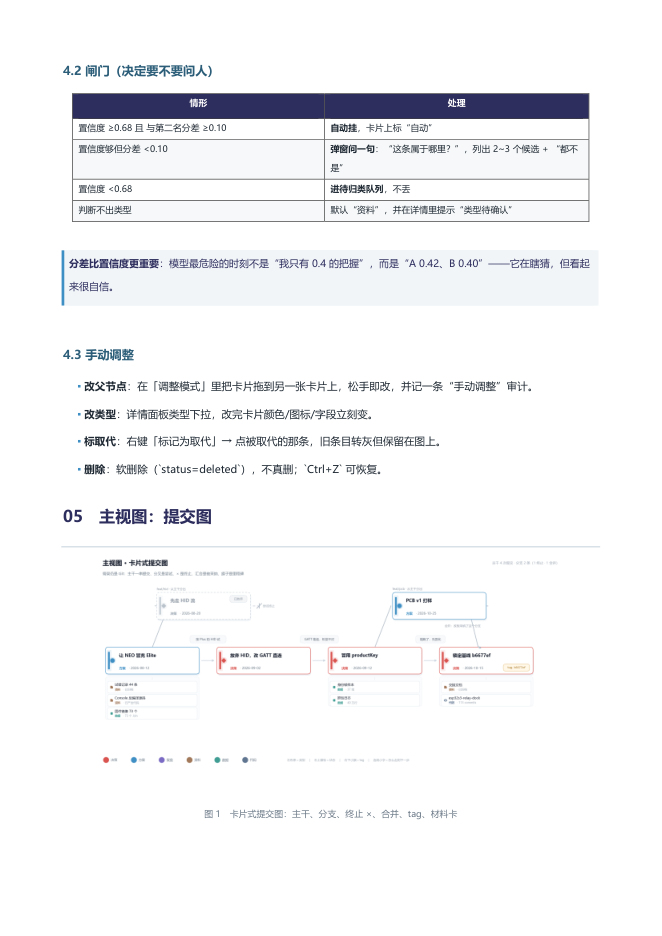 4.2 闸门（决定要不要问人）
情形 处理
置信度 ≥0.68 且 与第二名分差 ≥0.10 自动挂，卡片上标“自动”
置信度够但分差 <0.10 弹窗问一句：“这条属于哪里？”，列出 2~3 个候选 + “都不
是”
置信度 <0.68 进待归类队列，不丢
判断不出类型 默认“资料”，并在详情里提示“类型待确认”
分差比置信度更重要：模型最危险的时刻不是“我只有 0.4 的把握”，而是“A 0.42、B 0.40”——它在瞎猜，但看起
来很自信。
4.3 手动调整
▪ 改父节点：在「调整模式」里把卡片拖到另一张卡片上，松手即改，并记一条“手动调整”审计。
▪ 改类型：详情面板类型下拉，改完卡片颜色/图标/字段立刻变。
▪ 标取代：右键「标记为取代」→ 点被取代的那条，旧条目转灰但保留在图上。
▪ 删除：软删除（`status=deleted`），不真删；`Ctrl+Z` 可恢复。
05 主视图：提交图
主视图 · 卡片式提交图
PCB v1 打样
放弃 HID，改 GATT 直连
禁用 productKey
图 1 卡片式提交图：主干、分支、终止 ×、合并、tag、材料卡